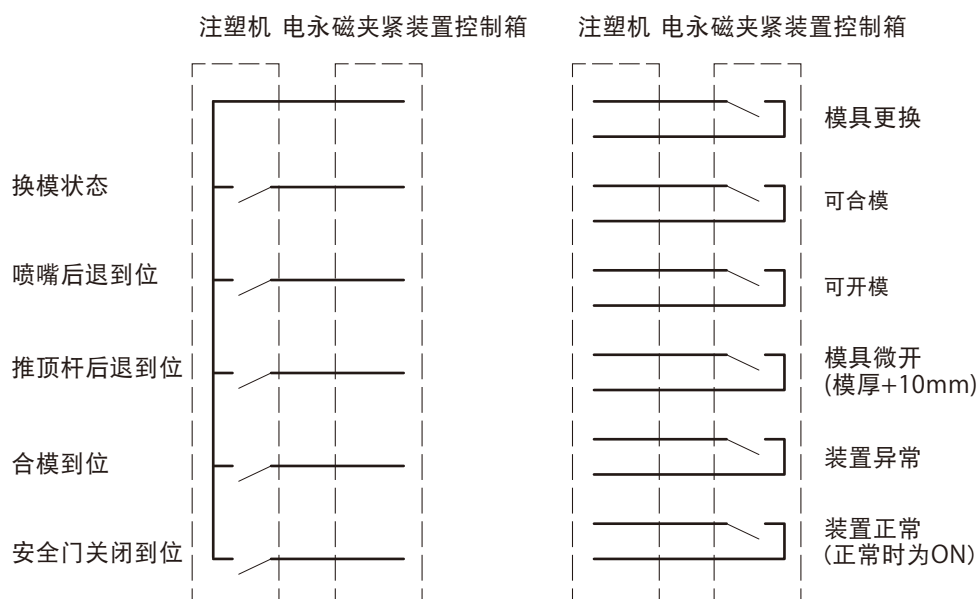 注塑机 电永磁夹紧装置控制箱
注塑机 电永磁夹紧装置控制箱
换模状态
喷嘴后退到位
推顶杆后退到位
合模到位
安全门关闭到位
模具更换
可合模
可开模
模具微开
(模厚+10mm)
装置异常
装置正常
(正常时为ON)